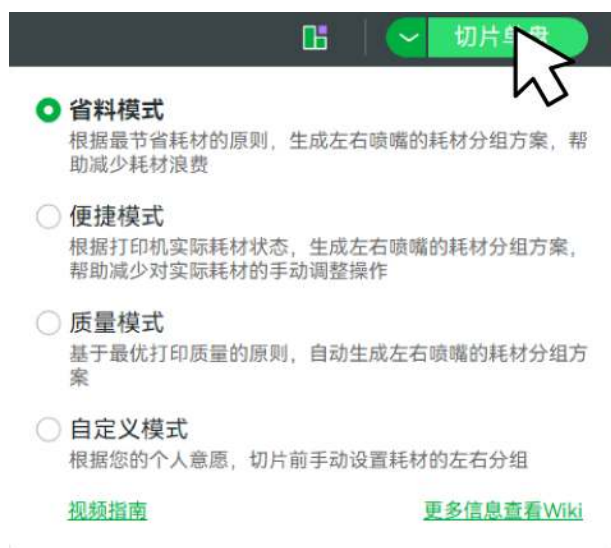 切片单盘
省料模式
根据最节省耗材的原则，生成左右喷嘴的耗材分组方案，帮
助减少耗材浪费
便捷模式
根据打印机实际耗材状态，生成左右喷嘴的耗材分组方案，
帮助减少对实际耗材的手动调整操作
质量模式
基于最优打印质量的原则，自动生成左右喷嘴的耗材分组方
案
自定义模式
根据您的个人意愿，切片前手动设置耗材的左右分组
视频指南 更多信息查看Wiki